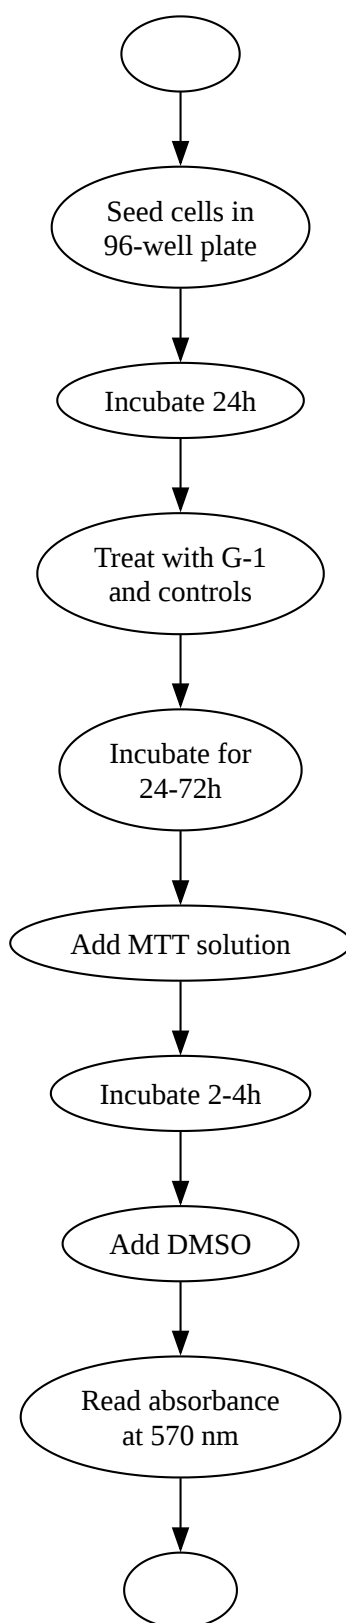 Seed cells in
96-well plate
Incubate 24h
Treat with G-1
and controls
Incubate for
24-72h
Add MTT solution
Incubate 2-4h
Add DMSO
Read absorbance
at 570 nm